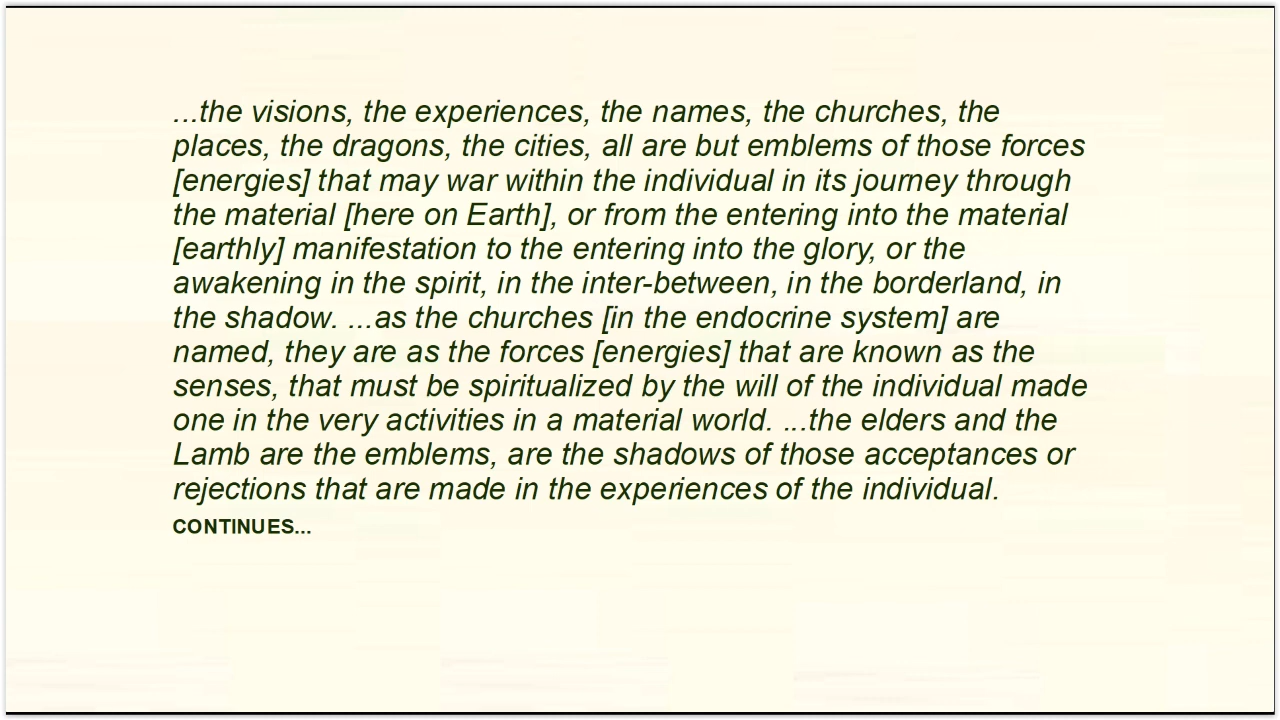 ...the visions, the experiences, the names, the churches, the
places, the dragons, the cities, all are but emblems of those forces
[energies] that may war within the individual in its journey through
the material [here on Earth], or from the entering into the material
[earthly] manifestation to the entering into the glory, or the
awakening in the spirit, in the inter-between, in the borderland, in
the shadow. ...as the churches [in the endocrine system] are
named, they are as the forces [energies] that are known as the
senses, that must be spiritualized by the will of the individual made
one in the very activities in a material world. ...the elders and the
Lamb are the emblems, are the shadows of those acceptances or
rejections that are made in the experiences of the individual.
CONTINUES...